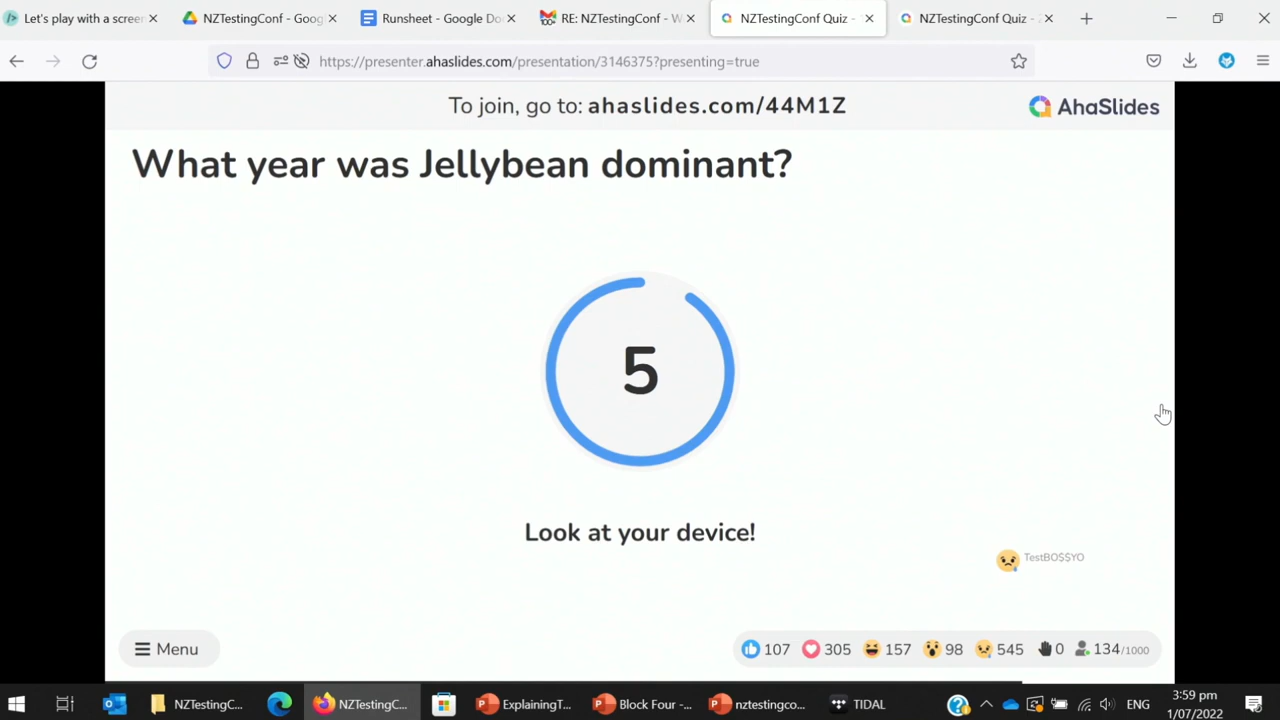 Let's play with a screen
NZTestingConf - Goog
Runsheet - Google Do
RE: NZTestingConf - W
NZTestingConf Quiz -
NZTestingConf Quiz -
https://presenter.ahaslides.com/presentation/3146375?presenting=true
To join, go to: ahaslides.com/44M1Z
AhaSlides
What year was Jellybean dominant?
5
Look at your device!
TestBO$$YO
Menu
107
305
157
98
545
0
134/1000
NZTestingC...
NZTestingC...
ExplainingT...
Block Four -...
nztestingco...
TIDAL
ENG
3:59 pm
1/07/2022